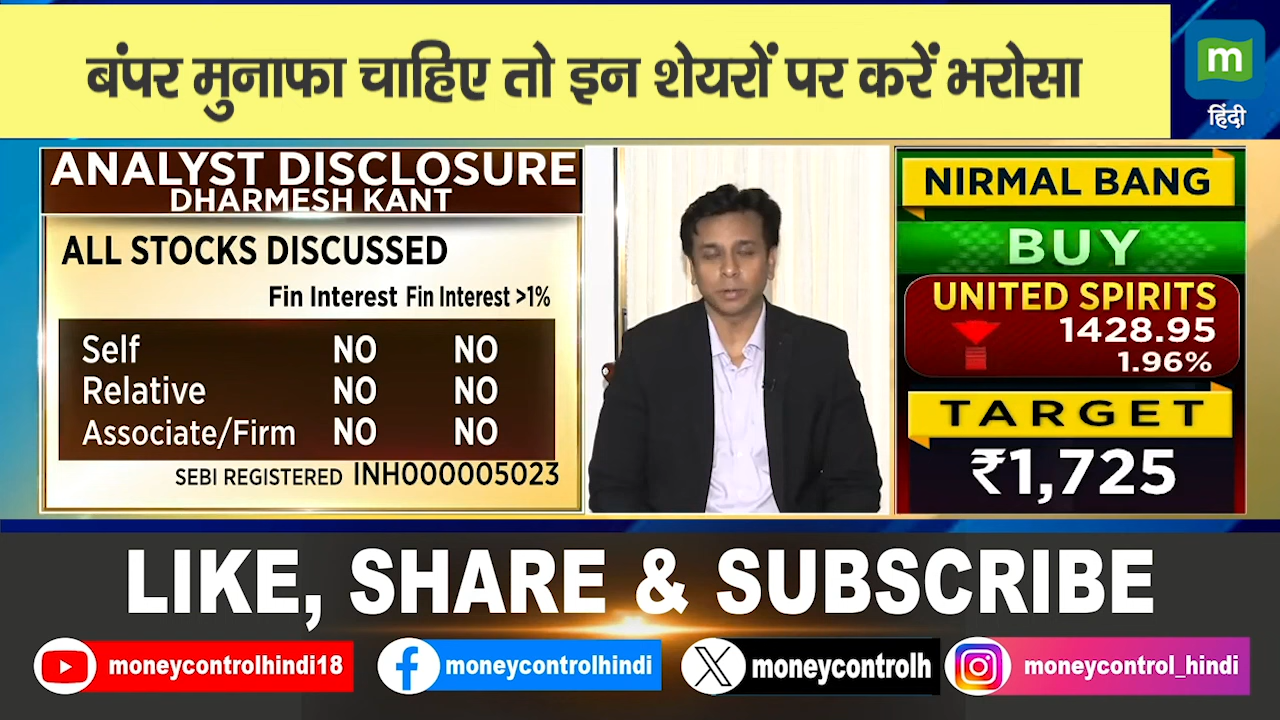 बंपर मुनाफा चाहिए तो इन शेयरों पर करें भरोसा
m
हिंदी
ANALYST DISCLOSURE
DHARMESH KANT
ALL STOCKS DISCUSSED
Fin Interest Fin Interest >1%
Self NO NO
Relative NO NO
Associate/Firm NO NO
SEBI REGISTERED INH000005023
NIRMAL BANG
BUY
UNITED SPIRITS
1428.95
1.96%
TARGET
₹1,725
LIKE, SHARE & SUBSCRIBE
moneycontrolhindi18
moneycontrolhindi
moneycontrolh
moneycontrol_hindi